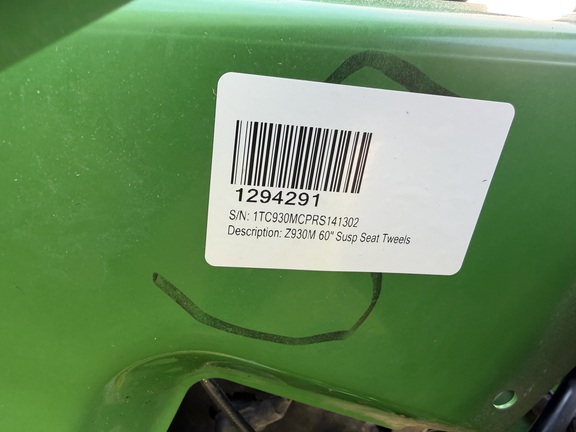 1294291
S/N: 1TC930MCPRS141302
Description: Z930M 60" Susp Seat Tweels